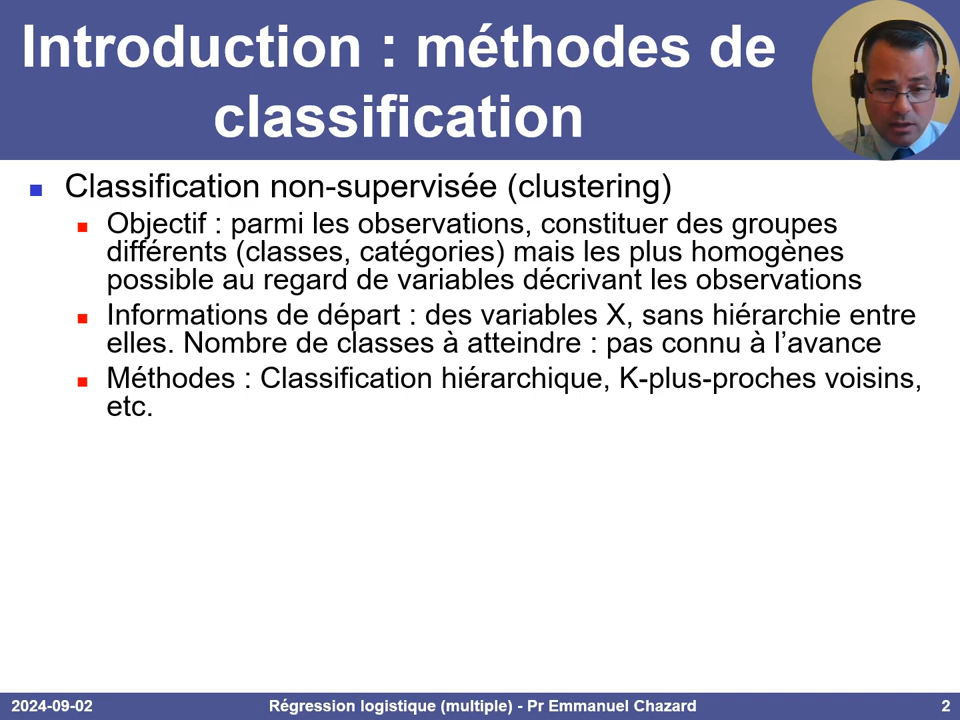 Introduction : méthodes de
classification
Classification non-supervisée (clustering)
Objectif : parmi les observations, constituer des groupes
différents (classes, catégories) mais les plus homogènes
possible au regard de variables décrivant les observations
Informations de départ : des variables X, sans hiérarchie entre
elles. Nombre de classes à atteindre : pas connu à l’avance
Méthodes : Classification hiérarchique, K-plus-proches voisins,
etc.
2024-09-02 Régression logistique (multiple) - Pr Emmanuel Chazard 2